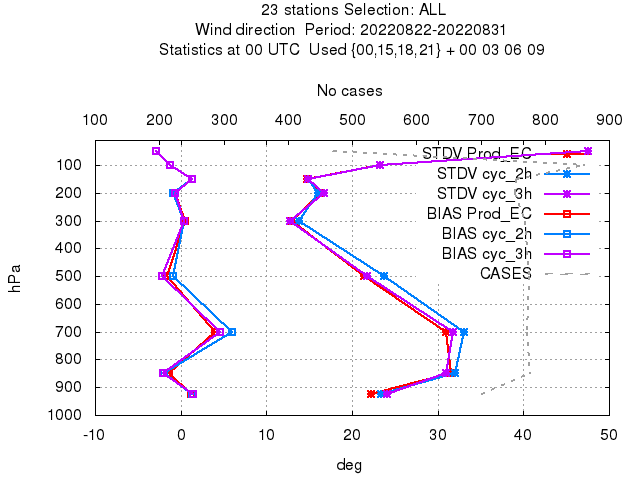 23 stations Selection: ALL
Wind direction  Period: 20220822-20220831
Statistics at 00 UTC  Used {00,15,18,21} + 00 03 06 09
No cases
100 200 300 400 500 600 700 800 900
STDV Prod_EC
STDV cyc_2h
STDV cyc_3h
BIAS Prod_EC
BIAS cyc_2h
BIAS cyc_3h
CASES
100
200
300
400
500
600
700
800
900
1000
hPa
-10 0 10 20 30 40 50
deg